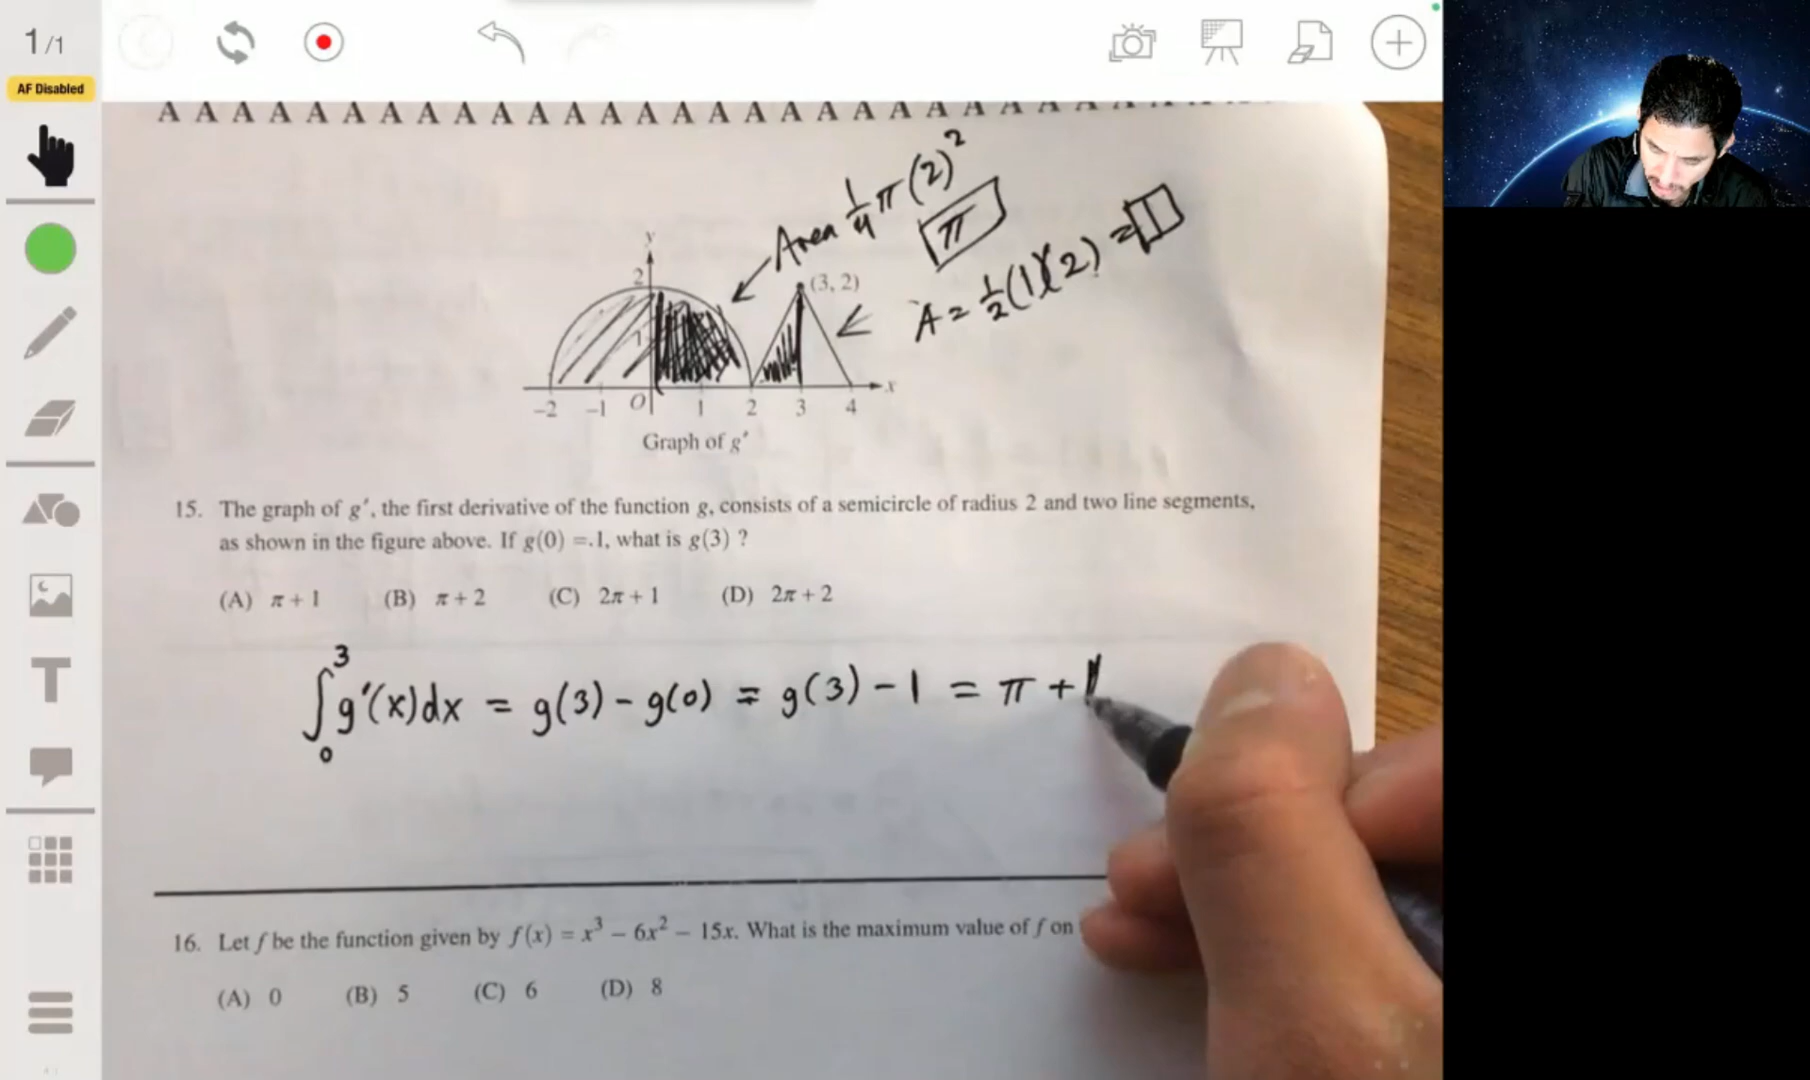 1/1
AF Disabled
A A A A A A A A A A A A A A A A A A A A A A A A A A A
Area 1/4 π (2)²
π
A = 1/2 (1)(2) = 1
y
2
(3, 2)
1
x
-2 -1 O 1 2 3 4
Graph of g′
15. The graph of g′, the first derivative of the function g, consists of a semicircle of radius 2 and two line segments,
as shown in the figure above. If g(0) = 1, what is g(3) ?
(A) π + 1 (B) π + 2 (C) 2π + 1 (D) 2π + 2
∫₀³ g′(x)dx = g(3) - g(0) = g(3) - 1 = π + 1
16. Let f be the function given by f(x) = x³ − 6x² − 15x. What is the maximum value of f on
(A) 0 (B) 5 (C) 6 (D) 8
T